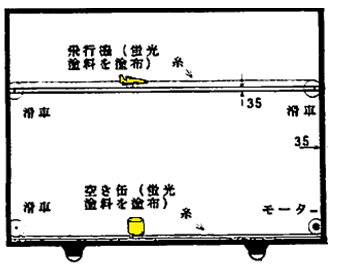 飛行機（蛍光
塗料を塗布）
糸
35
滑車
滑車
35
空き缶（蛍光
塗料を塗布）
糸
滑車
モーター